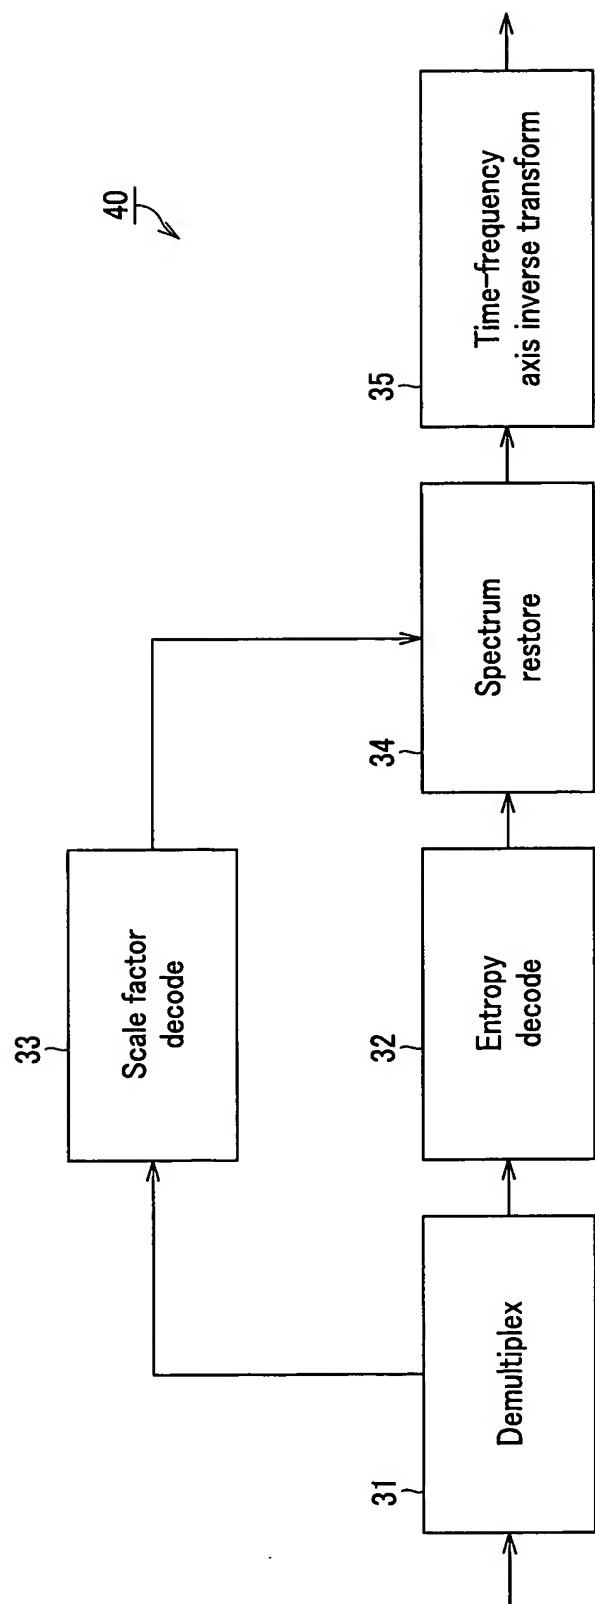 40
33
Scale factor
decode
31
Demultiplex
32
Entropy
decode
34
Spectrum
restore
35
Time-frequency
axis inverse transform